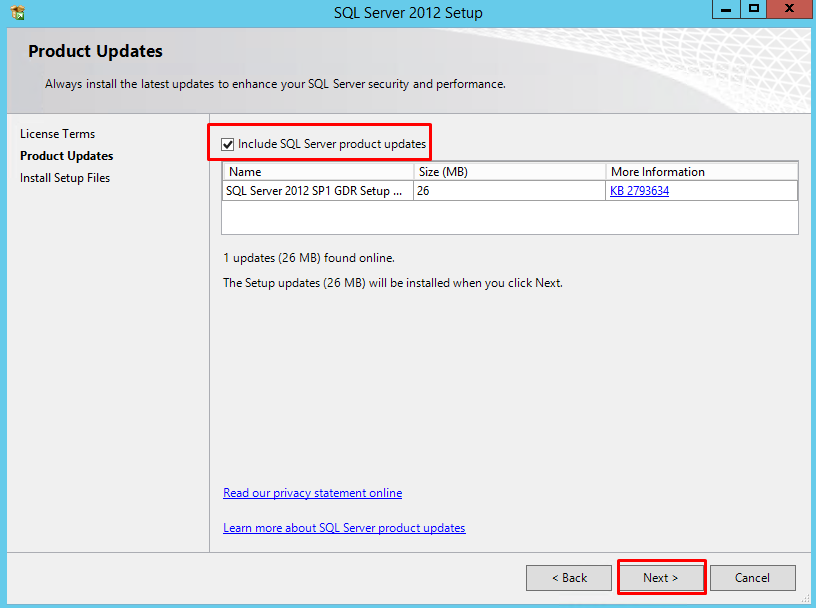 SQL Server 2012 Setup
Product Updates
Always install the latest updates to enhance your SQL Server security and performance.
License Terms
Product Updates
Install Setup Files
Include SQL Server product updates
Name Size (MB) More Information
SQL Server 2012 SP1 GDR Setup ... 26 KB 2793634
1 updates (26 MB) found online.
The Setup updates (26 MB) will be installed when you click Next.
Read our privacy statement online
Learn more about SQL Server product updates
< Back Next > Cancel